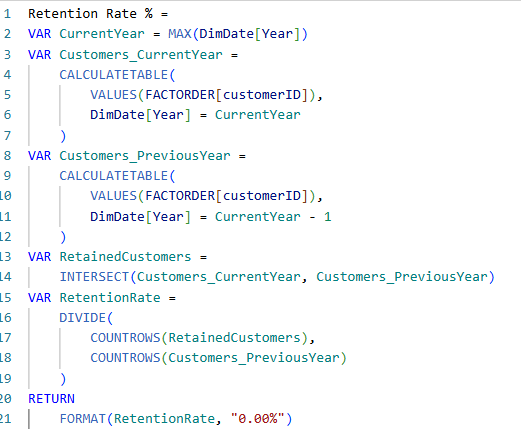 1 Retention Rate % =
2 VAR CurrentYear = MAX(DimDate[Year])
3 VAR Customers_CurrentYear =
4 CALCULATETABLE(
5 VALUES(FACTORDER[customerID]),
6 DimDate[Year] = CurrentYear
7 )
8 VAR Customers_PreviousYear =
9 CALCULATETABLE(
10 VALUES(FACTORDER[customerID]),
11 DimDate[Year] = CurrentYear - 1
12 )
13 VAR RetainedCustomers =
14 INTERSECT(Customers_CurrentYear, Customers_PreviousYear)
15 VAR RetentionRate =
16 DIVIDE(
17 COUNTROWS(RetainedCustomers),
18 COUNTROWS(Customers_PreviousYear)
19 )
20 RETURN
21 FORMAT(RetentionRate, "0.00%")